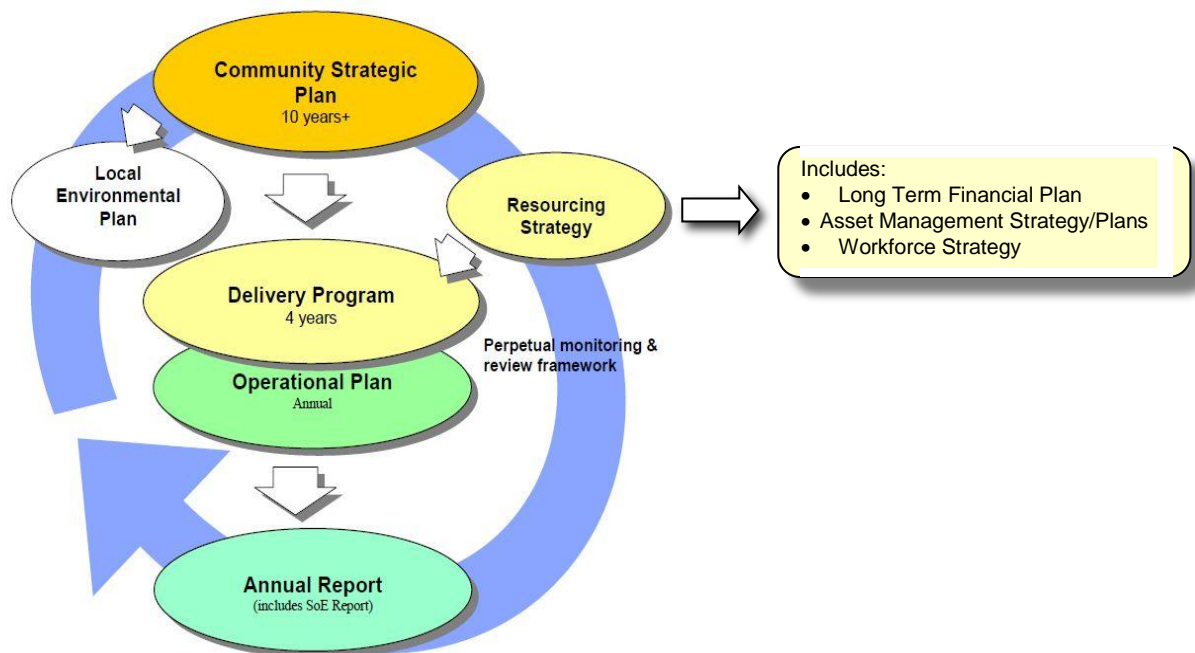 Community Strategic
Plan
10 years+
Local
Environmental
Plan
Resourcing
Strategy
Includes:
• Long Term Financial Plan
• Asset Management Strategy/Plans
• Workforce Strategy
Delivery Program
4 years
Perpetual monitoring &
review framework
Operational Plan
Annual
Annual Report
(includes SoE Report)